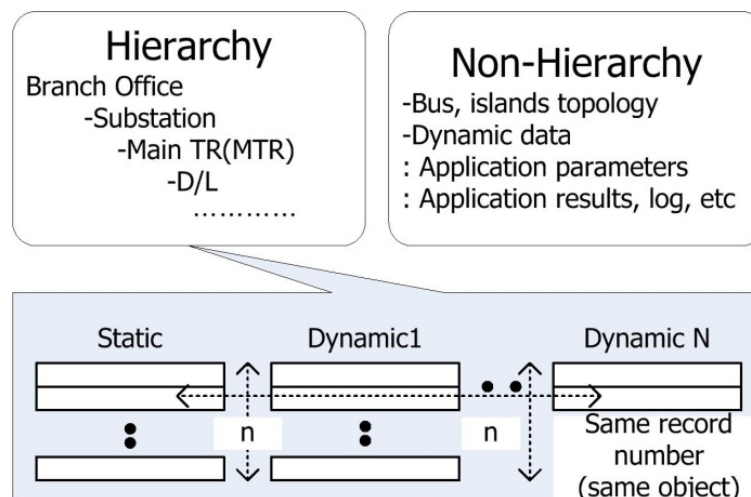 Hierarchy
Branch Office
-Substation
-Main TR(MTR)
-D/L
…………
Non-Hierarchy
-Bus, islands topology
-Dynamic data
: Application parameters
: Application results, log, etc
Static
Dynamic1
Dynamic N
n
n
Same record
number
(same object)